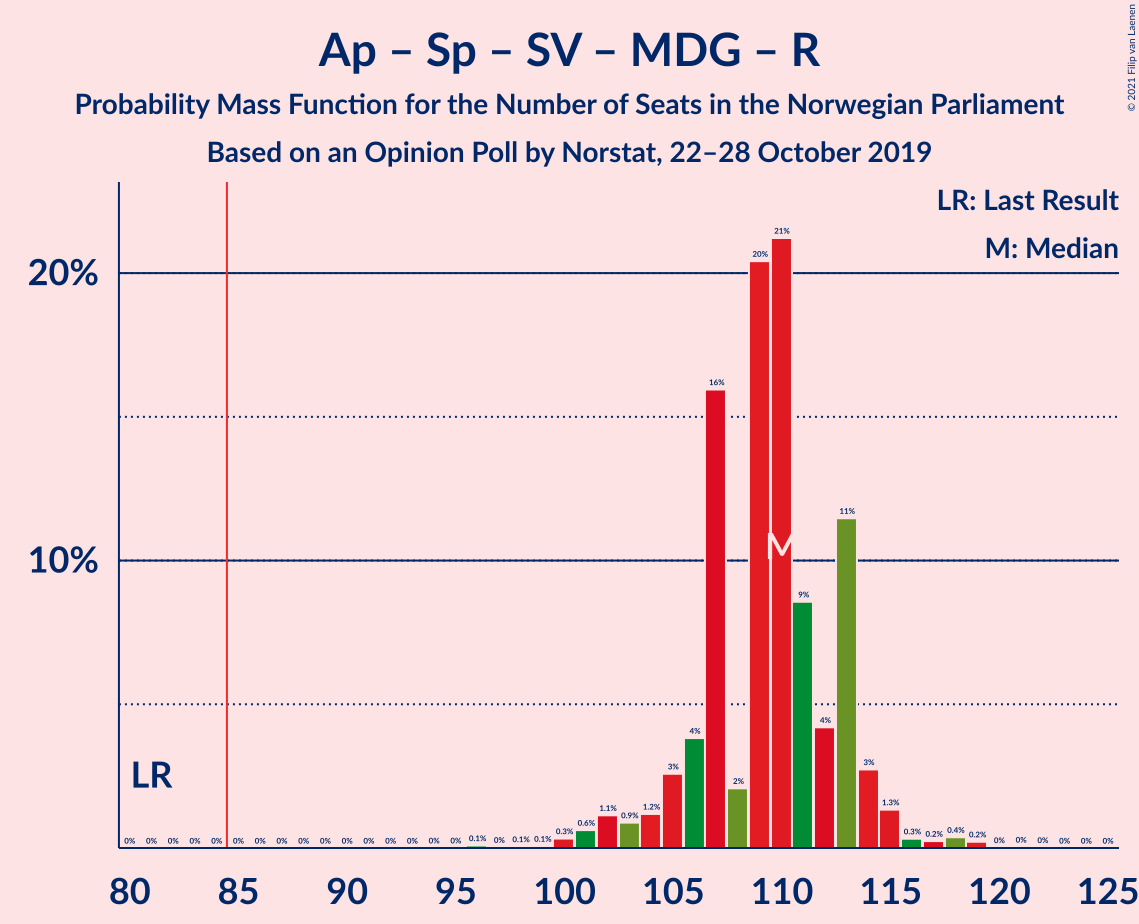 © 2021 Filip van Laenen
Ap – Sp – SV – MDG – R
Probability Mass Function for the Number of Seats in the Norwegian Parliament
Based on an Opinion Poll by Norstat, 22–28 October 2019
LR: Last Result
M: Median
20%
10%
LR
M
0% 0% 0% 0% 0% 0% 0% 0% 0% 0% 0% 0% 0% 0% 0% 0% 0.1% 0% 0.1% 0.1% 0.3% 0.6% 1.1% 0.9% 1.2% 3% 4% 16% 2% 20% 21% 9% 4% 11% 3% 1.3% 0.3% 0.2% 0.4% 0.2% 0% 0% 0% 0% 0% 0%
80 85 90 95 100 105 110 115 120 125